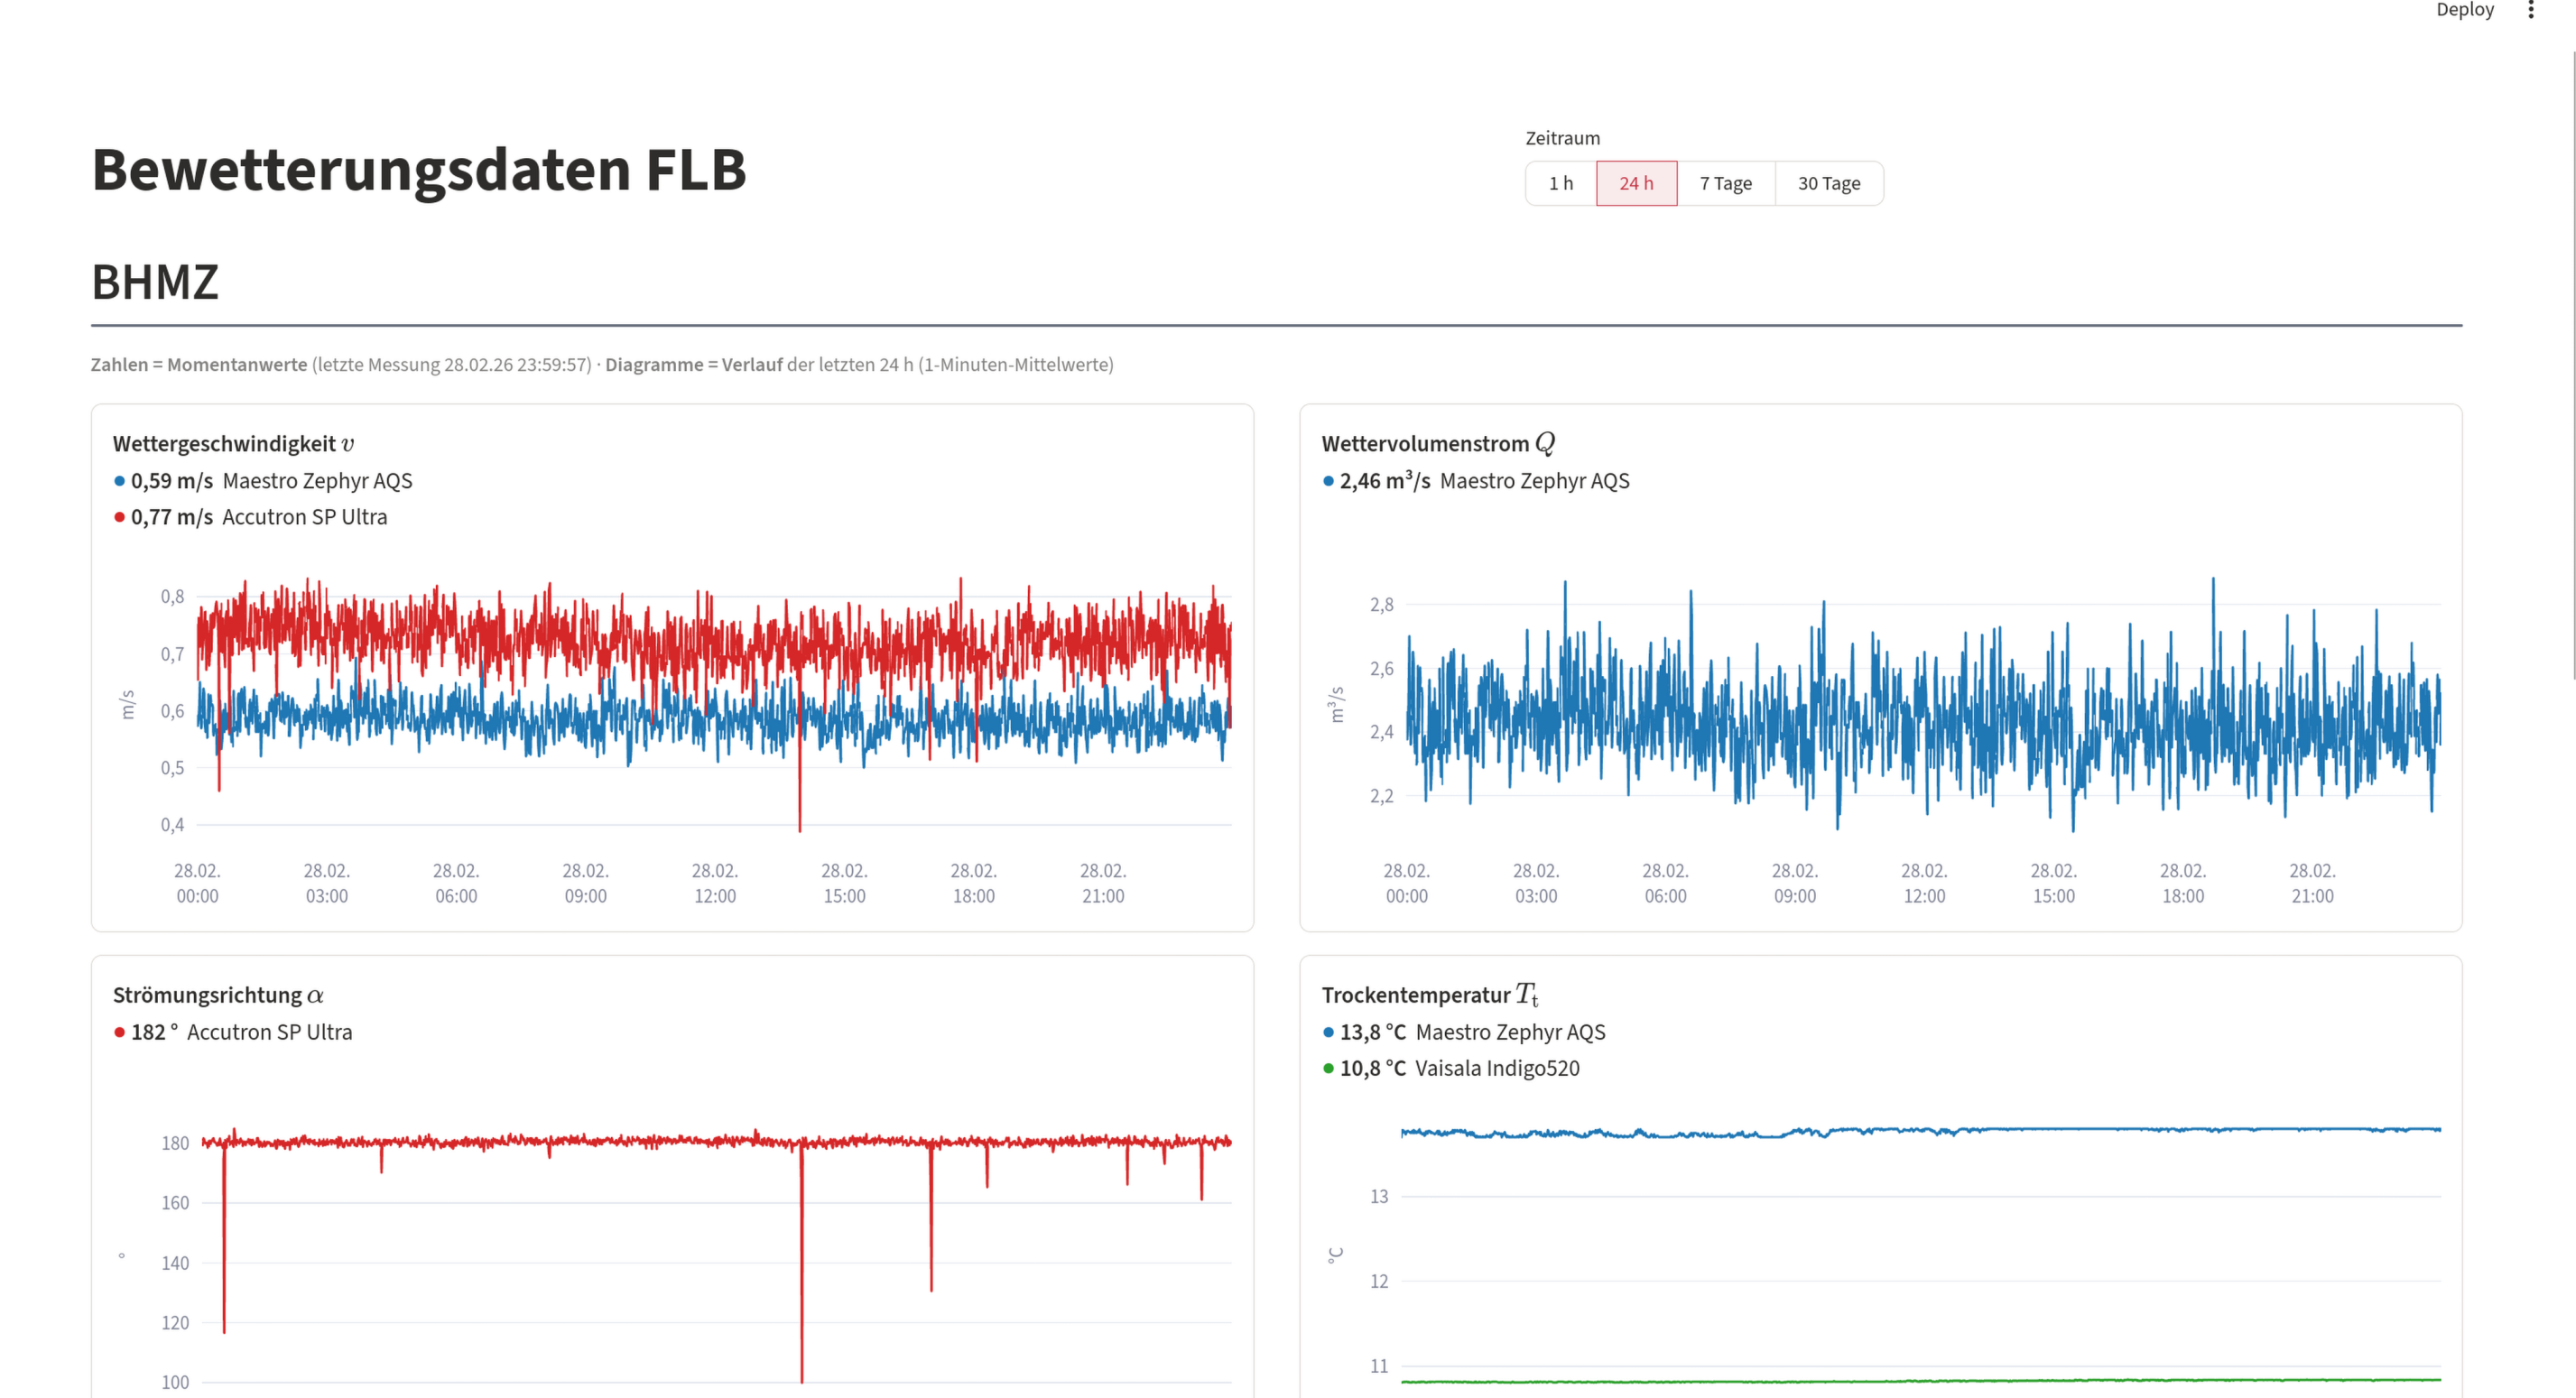 Deploy
Bewetterungsdaten FLB
Zeitraum
1 h 24 h 7 Tage 30 Tage
BHMZ
Zahlen = Momentanwerte (letzte Messung 28.02.26 23:59:57) · Diagramme = Verlauf der letzten 24 h (1-Minuten-Mittelwerte)
Wettergeschwindigkeit v
0,59 m/s Maestro Zephyr AQS
0,77 m/s Accutron SP Ultra
0,8
0,7
0,6
0,5
0,4
m/s
28.02. 28.02. 28.02. 28.02. 28.02. 28.02. 28.02. 28.02.
00:00 03:00 06:00 09:00 12:00 15:00 18:00 21:00
Wettervolumenstrom Q
2,46 m³/s Maestro Zephyr AQS
2,8
2,6
2,4
2,2
m³/s
28.02. 28.02. 28.02. 28.02. 28.02. 28.02. 28.02. 28.02.
00:00 03:00 06:00 09:00 12:00 15:00 18:00 21:00
Strömungsrichtung α
182 ° Accutron SP Ultra
180
160
140
120
100
°
Trockentemperatur Tt
13,8 °C Maestro Zephyr AQS
10,8 °C Vaisala Indigo520
13
12
11
°C